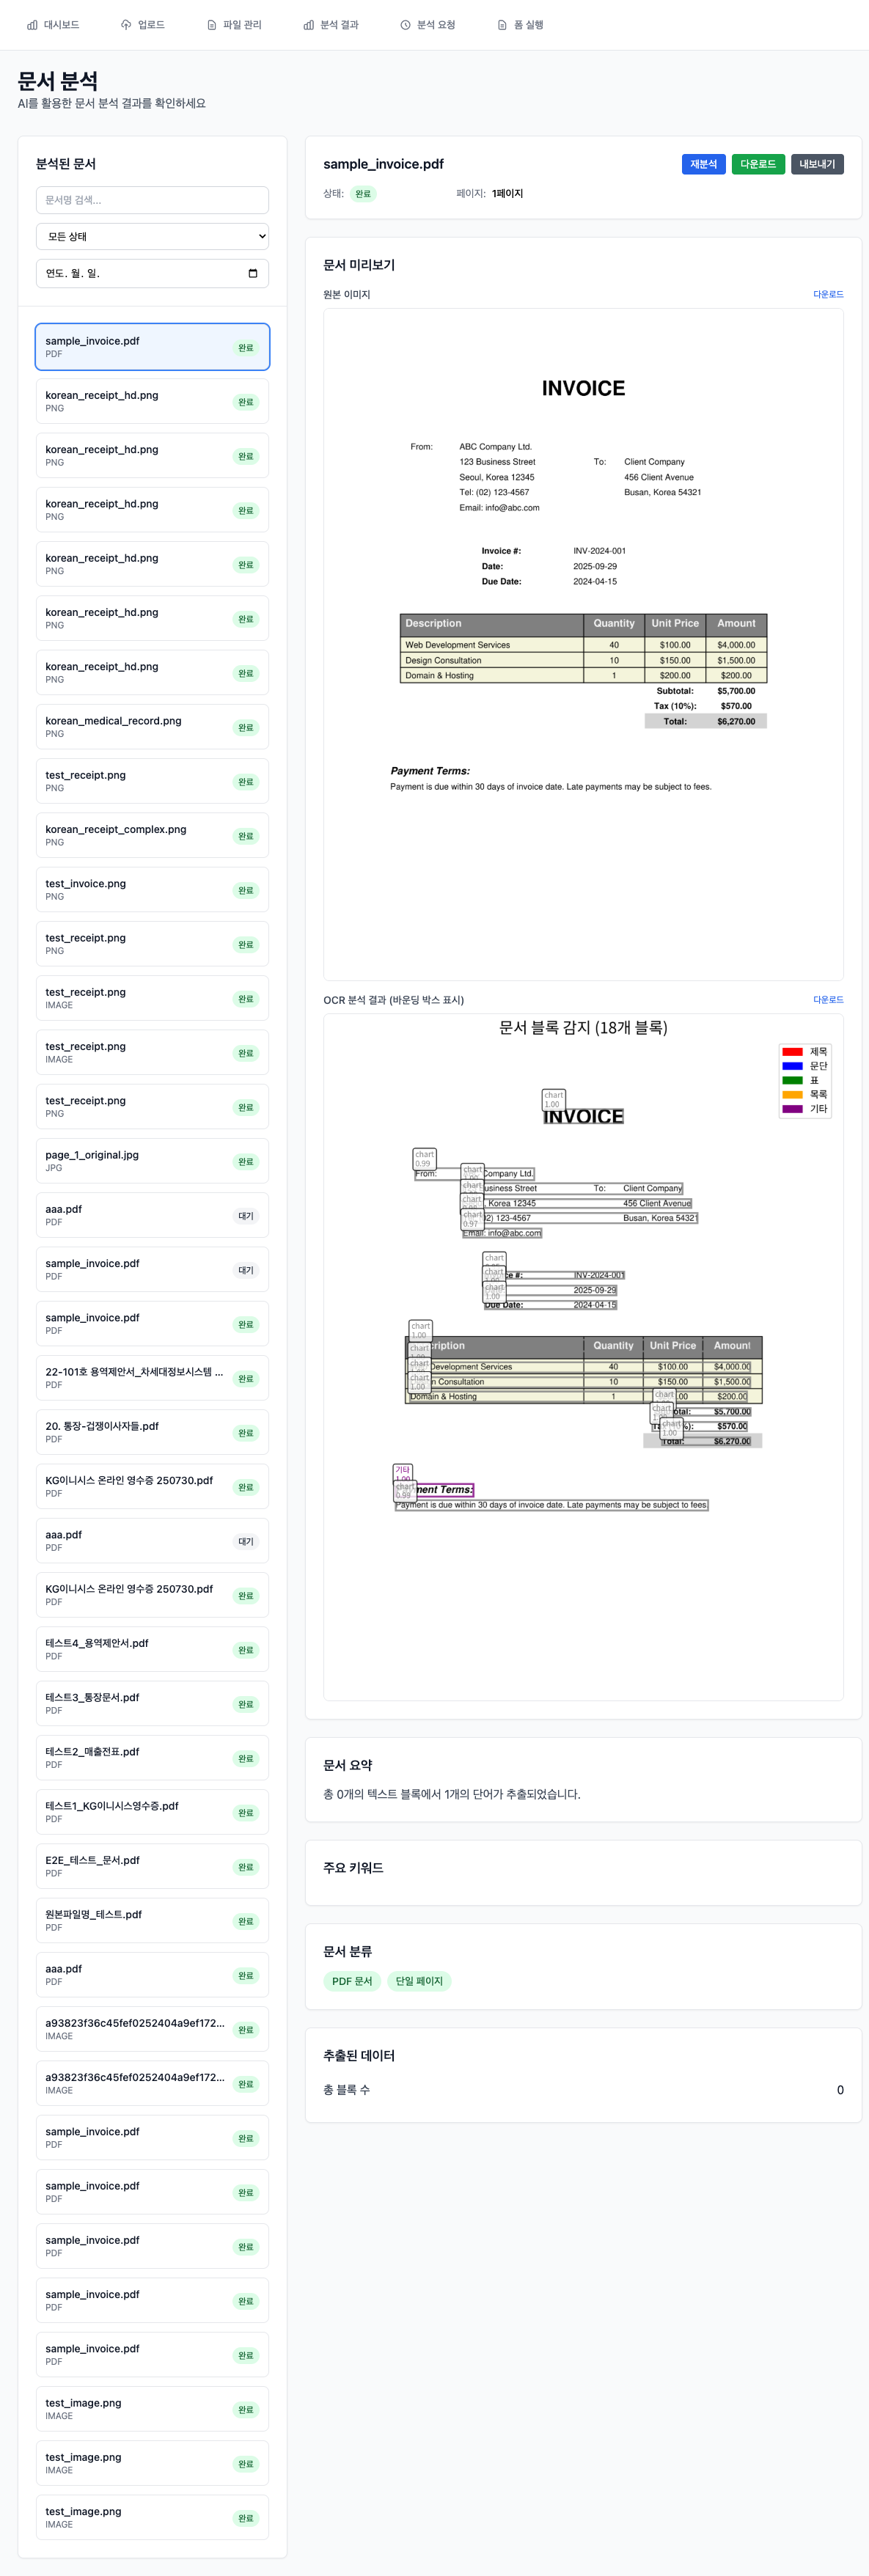 대시보드
업로드
파일 관리
분석 결과
분석 요청
폼 실행
문서 분석
AI를 활용한 문서 분석 결과를 확인하세요
분석된 문서
문서명 검색...
모든 상태
연도. 월. 일.
sample_invoice.pdf
PDF
완료
korean_receipt_hd.png
PNG
완료
korean_receipt_hd.png
PNG
완료
korean_receipt_hd.png
PNG
완료
korean_receipt_hd.png
PNG
완료
korean_receipt_hd.png
PNG
완료
korean_receipt_hd.png
PNG
완료
korean_medical_record.png
PNG
완료
test_receipt.png
PNG
완료
korean_receipt_complex.png
PNG
완료
test_invoice.png
PNG
완료
test_receipt.png
PNG
완료
test_receipt.png
IMAGE
완료
test_receipt.png
IMAGE
완료
test_receipt.png
PNG
완료
page_1_original.jpg
JPG
완료
aaa.pdf
PDF
대기
sample_invoice.pdf
PDF
대기
sample_invoice.pdf
PDF
완료
22-101호 용역제안서_차세대정보시스템 ...
PDF
완료
20. 통장-겁쟁이사자들.pdf
PDF
완료
KG이니시스 온라인 영수증 250730.pdf
PDF
완료
aaa.pdf
PDF
대기
KG이니시스 온라인 영수증 250730.pdf
PDF
완료
테스트4_용역제안서.pdf
PDF
완료
테스트3_통장문서.pdf
PDF
완료
테스트2_매출전표.pdf
PDF
완료
테스트1_KG이니시스영수증.pdf
PDF
완료
E2E_테스트_문서.pdf
PDF
완료
원본파일명_테스트.pdf
PDF
완료
aaa.pdf
PDF
완료
a93823f36c45fef0252404a9ef172...
IMAGE
완료
a93823f36c45fef0252404a9ef172...
IMAGE
완료
sample_invoice.pdf
PDF
완료
sample_invoice.pdf
PDF
완료
sample_invoice.pdf
PDF
완료
sample_invoice.pdf
PDF
완료
sample_invoice.pdf
PDF
완료
test_image.png
IMAGE
완료
test_image.png
IMAGE
완료
test_image.png
IMAGE
완료
sample_invoice.pdf
재분석 다운로드 내보내기
상태: 완료 페이지: 1페이지
문서 미리보기
원본 이미지 다운로드
INVOICE
From: ABC Company Ltd.
123 Business Street To: Client Company
Seoul, Korea 12345 456 Client Avenue
Tel: (02) 123-4567 Busan, Korea 54321
Email: info@abc.com
Invoice #: INV-2024-001
Date: 2025-09-29
Due Date: 2024-04-15
Description Quantity Unit Price Amount
Web Development Services 40 $100.00 $4,000.00
Design Consultation 10 $150.00 $1,500.00
Domain & Hosting 1 $200.00 $200.00
Subtotal: $5,700.00
Tax (10%): $570.00
Total: $6,270.00
Payment Terms:
Payment is due within 30 days of invoice date. Late payments may be subject to fees.
OCR 분석 결과 (바운딩 박스 표시) 다운로드
문서 블록 감지 (18개 블록)
제목
문단
표
목록
기타
chart
1.00
INVOICE
chart
0.99
From:
chart
Company Ltd.
chart
usiness Street To: Client Company
chart
, Korea 12345 456 Client Avenue
chart
0.97
02) 123-4567 Busan, Korea 54321
Email: info@abc.com
chart
chart
ce #: INV-2024-001
chart
1.00
2025-09-29
Due Date: 2024-04-15
chart
1.00
cription Quantity Unit Price Amount
chart
chart
Development Services 40 $100.00 $4,000.00
chart
1.00
n Consultation 10 $150.00 $1,500.00
Domain & Hosting 1 .00 $200.00
chart
otal: $5,700.00
chart
1.00
%): $570.00
Total: $6,270.00
기타
1.00
chart
0.99
ment Terms:
Payment is due within 30 days of invoice date. Late payments may be subject to fees.
문서 요약
총 0개의 텍스트 블록에서 1개의 단어가 추출되었습니다.
주요 키워드
문서 분류
PDF 문서 단일 페이지
추출된 데이터
총 블록 수 0